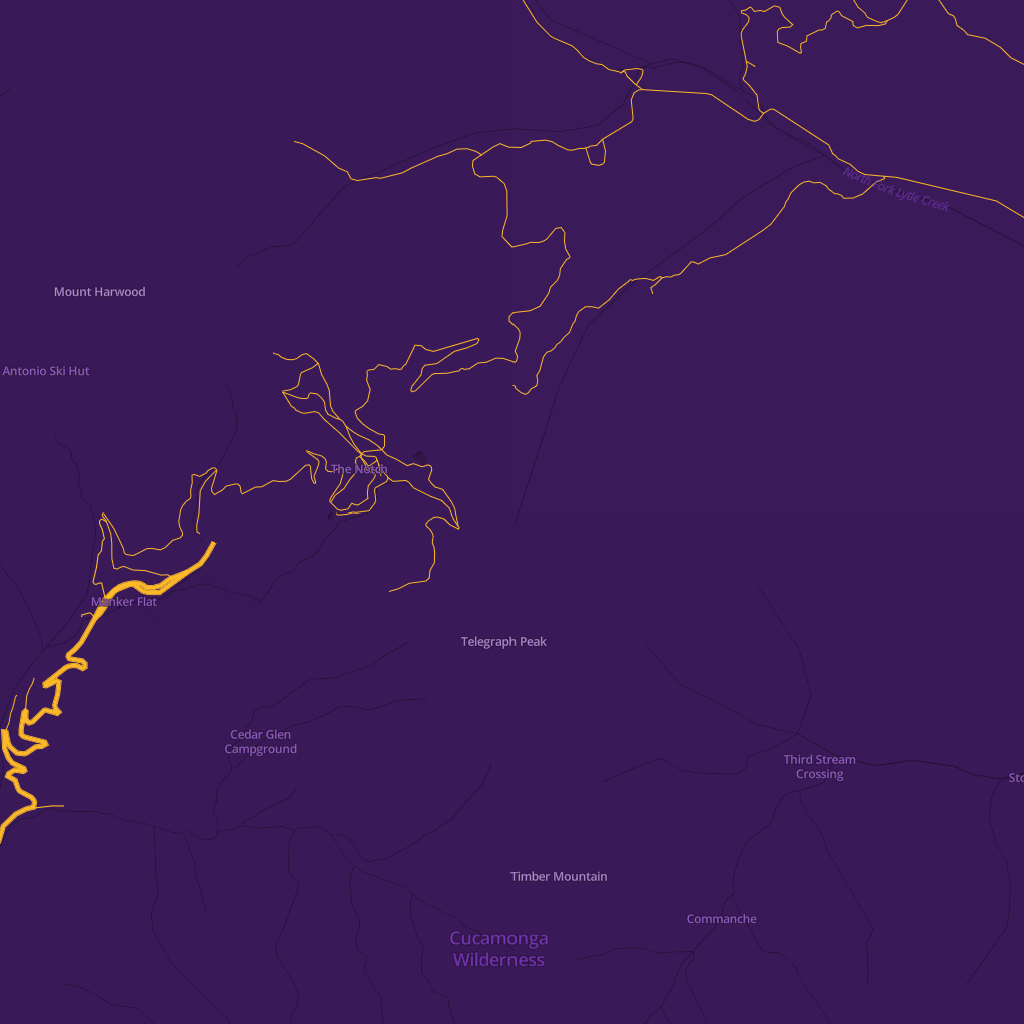 North Fork Lytle Creek
Mount Harwood
Antonio Ski Hut
The Notch
Manker Flat
Telegraph Peak
Cedar Glen
Campground
Third Stream
Crossing
Sto
Timber Mountain
Commanche
Cucamonga
Wilderness